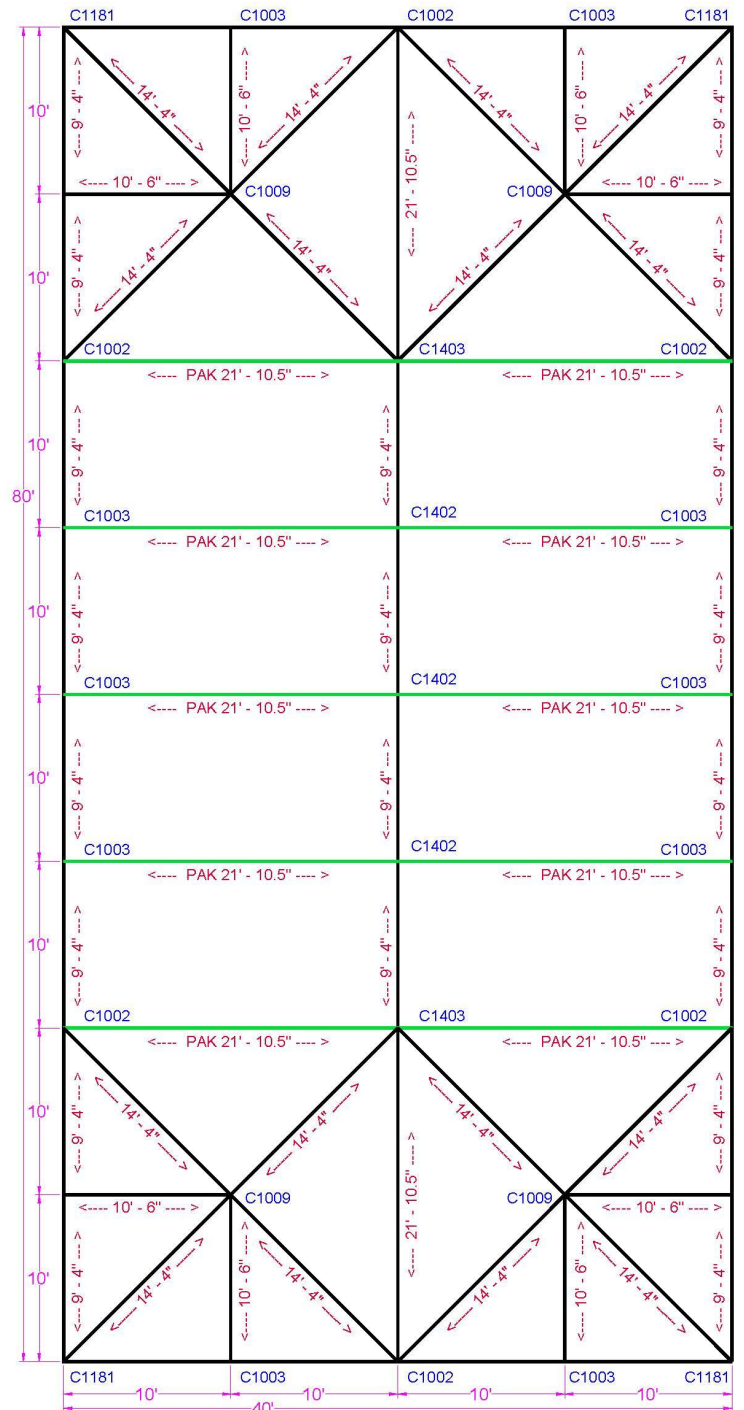 C1181 C1003 C1002 C1003 C1181
10' <---- 9' - 4" ----> <---- 14' - 4" ----> <---- 10' - 6" ----> <---- 14' - 4" ----> <---- 21' - 10.5" ----> <---- 14' - 4" ----> <---- 10' - 6" ----> <---- 14' - 4" ----> <---- 9' - 4" ---->
<---- 10' - 6" ---- > <---- 10' - 6" ---- >
C1009 C1009
10' <---- 9' - 4" ----> <---- 14' - 4" ----> <---- 14' - 4" ----> <---- 14' - 4" ----> <---- 14' - 4" ----> <---- 9' - 4" ---->
C1002 C1403 C1002
<---- PAK 21' - 10.5" ---- > <---- PAK 21' - 10.5" ---- >
10' <---- 9' - 4" ----> <---- 9' - 4" ----> <---- 9' - 4" ---->
80'
C1003 C1402 C1003
<---- PAK 21' - 10.5" ---- > <---- PAK 21' - 10.5" ---- >
10' <---- 9' - 4" ----> <---- 9' - 4" ----> <---- 9' - 4" ---->
C1003 C1402 C1003
<---- PAK 21' - 10.5" ---- > <---- PAK 21' - 10.5" ---- >
10' <---- 9' - 4" ----> <---- 9' - 4" ----> <---- 9' - 4" ---->
C1003 C1402 C1003
<---- PAK 21' - 10.5" ---- > <---- PAK 21' - 10.5" ---- >
10' <---- 9' - 4" ----> <---- 9' - 4" ----> <---- 9' - 4" ---->
C1002 C1403 C1002
<---- PAK 21' - 10.5" ---- > <---- PAK 21' - 10.5" ---- >
10' <---- 9' - 4" ----> <---- 14' - 4" ----> <---- 14' - 4" ----> <---- 21' - 10.5" ----> <---- 14' - 4" ----> <---- 14' - 4" ----> <---- 9' - 4" ---->
C1009 C1009
<---- 10' - 6" ---- > <---- 10' - 6" ---- >
10' <---- 9' - 4" ----> <---- 14' - 4" ----> <---- 10' - 6" ----> <---- 14' - 4" ----> <---- 14' - 4" ----> <---- 10' - 6" ----> <---- 14' - 4" ----> <---- 9' - 4" ---->
C1181 C1003 C1002 C1003 C1181
10' 10' 10' 10'
40'